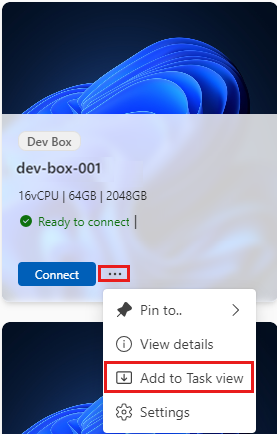 Dev Box
dev-box-001
16vCPU | 64GB | 2048GB
Ready to connect |
Connect
Pin to..
View details
Add to Task view
Settings